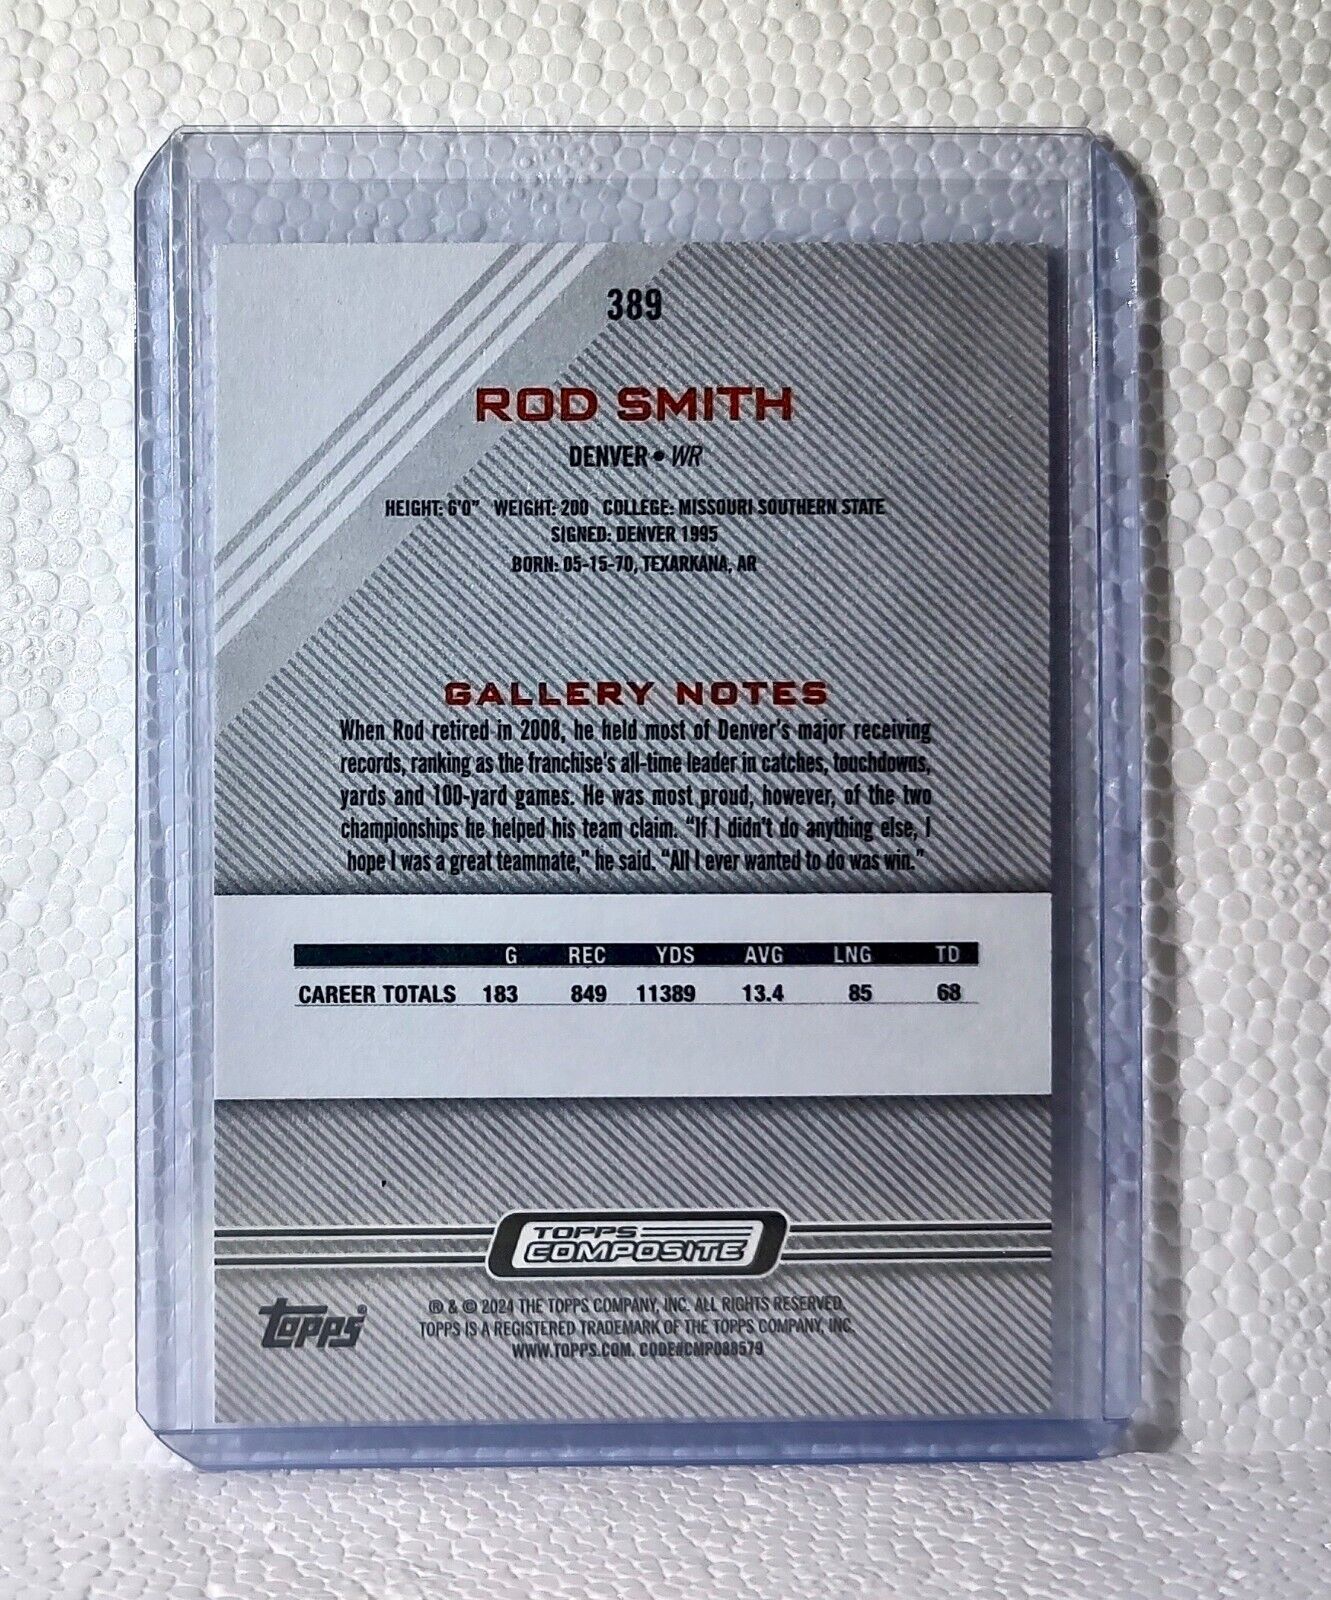 389
ROD SMITH
DENVER • WR
HEIGHT: 6'0" WEIGHT: 200 COLLEGE: MISSOURI SOUTHERN STATE
SIGNED: DENVER 1995
BORN: 05-15-70, TEXARKANA, AR
GALLERY NOTES
When Rod retired in 2008, he held most of Denver's major receiving
records, ranking as the franchise's all-time leader in catches, touchdowns,
yards and 100-yard games. He was most proud, however, of the two
championships he helped his team claim. “If I didn't do anything else, I
hope I was a great teammate,” he said. “All I ever wanted to do was win.”
G REC YDS AVG LNG TD
CAREER TOTALS 183 849 11389 13.4 85 68
TOPPS
COMPOSITE
topps®
® & © 2024 THE TOPPS COMPANY, INC. ALL RIGHTS RESERVED.
TOPPS IS A REGISTERED TRADEMARK OF THE TOPPS COMPANY, INC.
WWW.TOPPS.COM. CODE#CMP088579